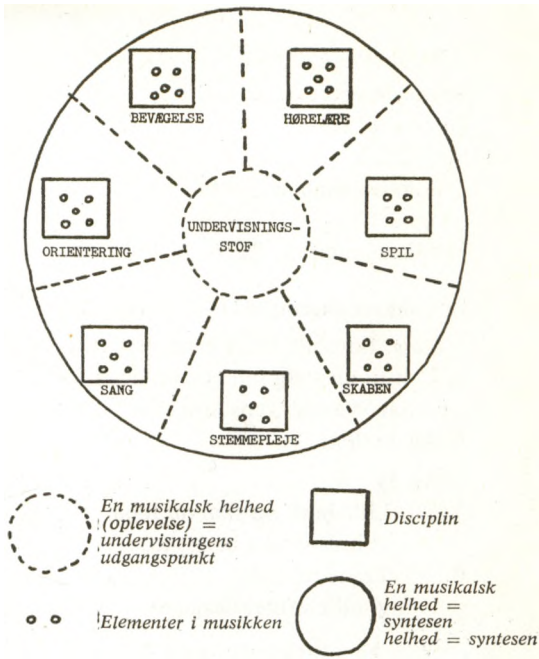 BEVÆGELSE
HØRELÆRE
UNDERVISNINGS-
STOF
ORIENTERING
SPIL
SANG
SKABEN
STEMMEPLEJE
En musikalsk helhed
(oplevelse) =
undervisningens
udgangspunkt
Disciplin
Elementer i musikken
En musikalsk
helhed =
syntesen
helhed = syntesen